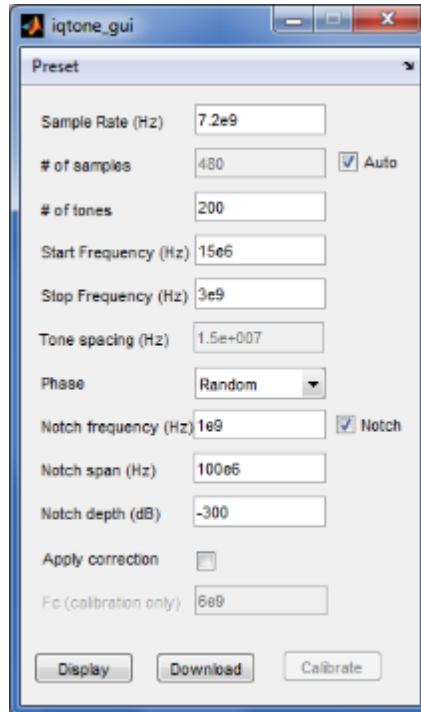 iqtone_gui
Preset
Sample Rate (Hz) 7.2e9
# of samples 480 Auto
# of tones 200
Start Frequency (Hz) 15e6
Stop Frequency (Hz) 3e9
Tone spacing (Hz) 1.5e+007
Phase Random
Notch frequency (Hz) 1e9 Notch
Notch span (Hz) 100e6
Notch depth (dB) -300
Apply correction
Fc (calibration only) 6e9
Display Download Calibrate